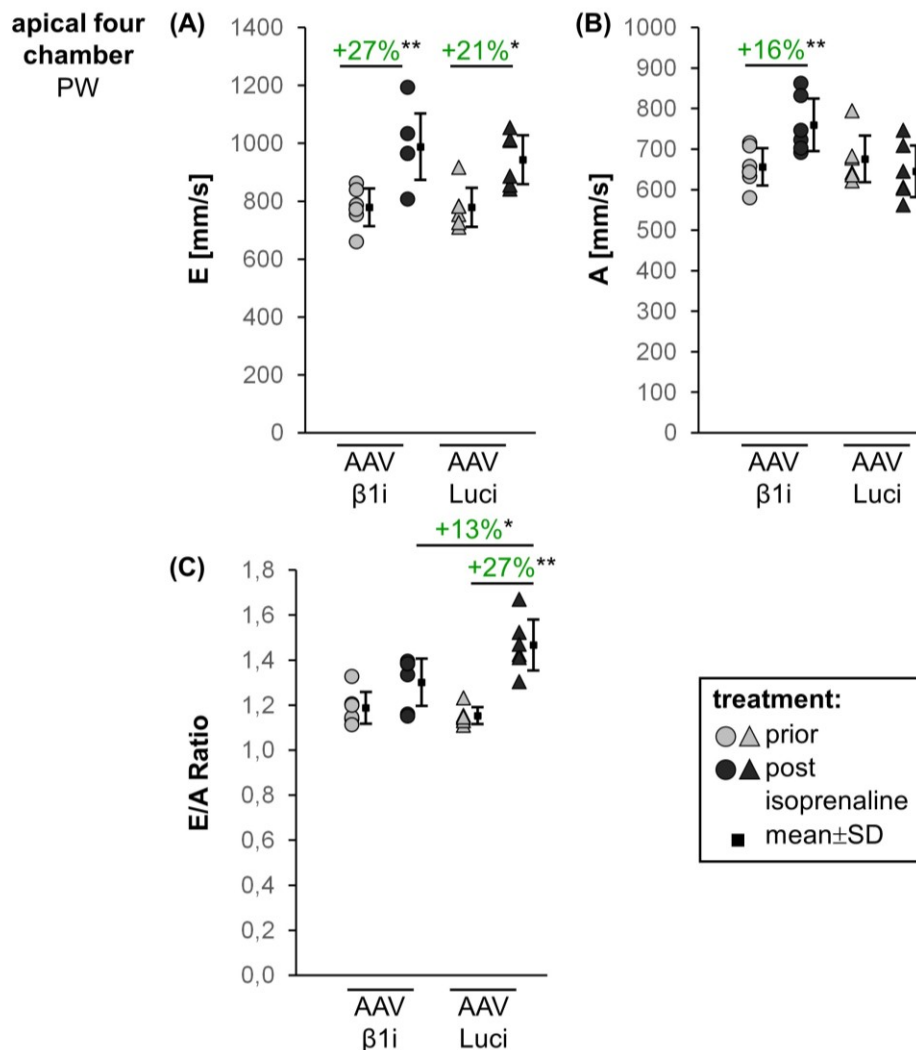 apical four
chamber
PW
(A)
+27%**
+21%*
E [mm/s]
1400
1200
1000
800
600
400
200
0
AAV
β1i
AAV
Luci
(B)
+16%**
A [mm/s]
1000
900
800
700
600
500
400
300
200
100
0
AAV
β1i
AAV
Luci
(C)
+13%*
+27%**
E/A Ratio
1,8
1,6
1,4
1,2
1,0
0,8
0,6
0,4
0,2
0,0
AAV
β1i
AAV
Luci
treatment:
prior
post
isoprenaline
mean±SD